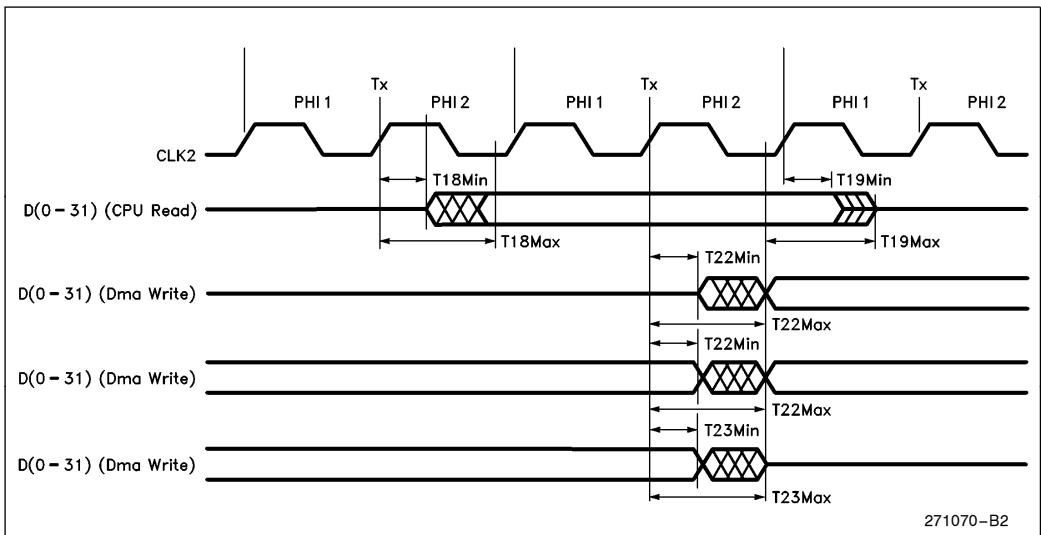 Tx Tx Tx
PHI 1 PHI 2 PHI 1 PHI 2 PHI 1 PHI 2
CLK2
T18Min T19Min
D(0-31) (CPU Read)
T18Max T19Max
T22Min
D(0-31) (Dma Write)
T22Max
T22Min
D(0-31) (Dma Write)
T22Max
T23Min
D(0-31) (Dma Write)
T23Max
271070-B2